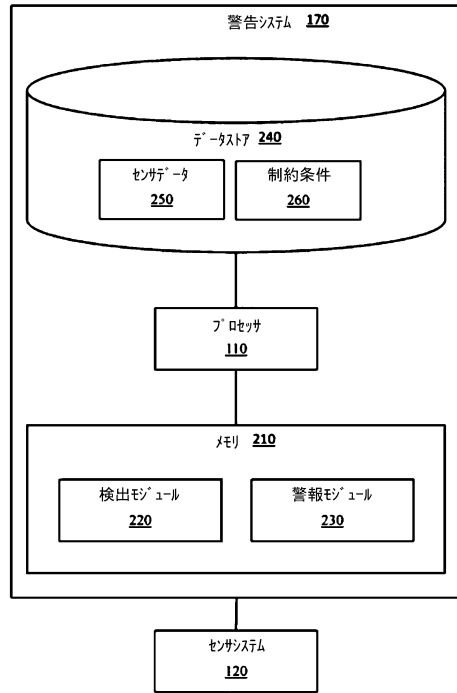 警告システム 170
ﾃﾞｰﾀｽﾄｱ 240
ｾﾝｻﾃﾞｰﾀ
250
制約条件
260
ﾌﾟﾛｾｯｻ
110
ﾒﾓﾘ 210
検出ﾓｼﾞｭｰﾙ
220
警報ﾓｼﾞｭｰﾙ
230
ｾﾝｻｼｽﾃﾑ
120